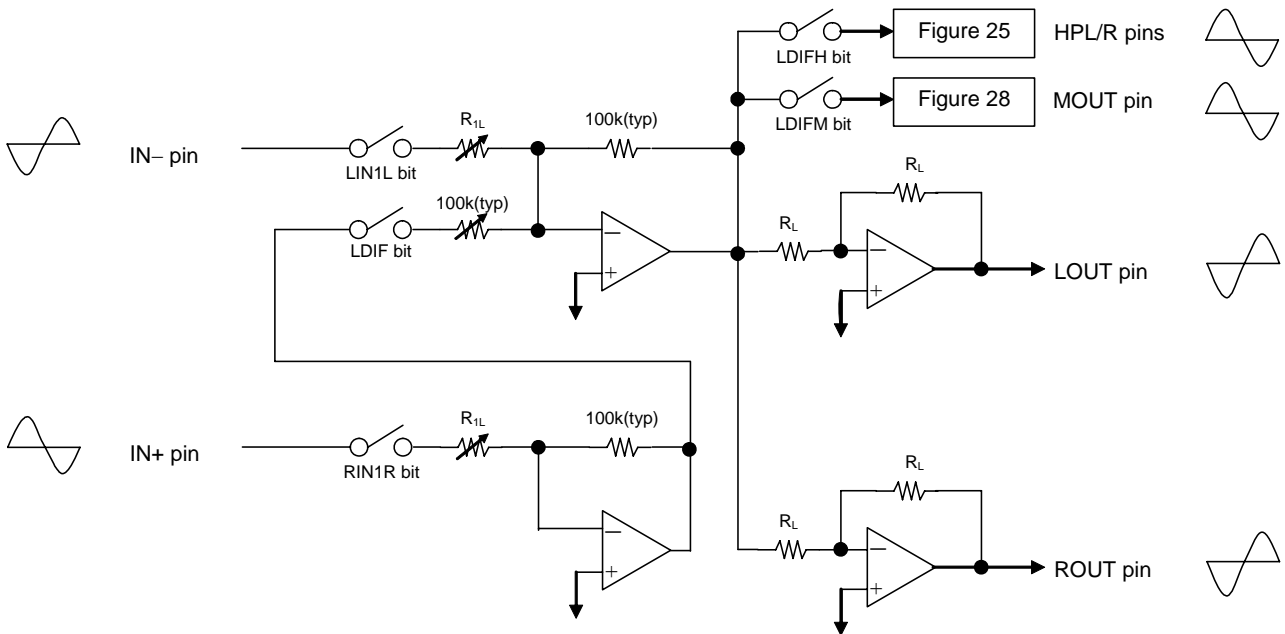 Figure 25
HPL/R pins
LDIFH bit
Figure 28
MOUT pin
LDIFM bit
R1L
100k(typ)
IN− pin
LIN1L bit
100k(typ)
LDIF bit
RL
RL
−
+
−
+
LOUT pin
R1L
100k(typ)
IN+ pin
RIN1R bit
RL
RL
−
+
−
+
ROUT pin